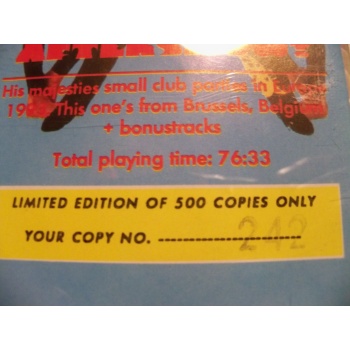 His majesties small club parties in Europe
This one's from Brussels, Belgium
+ bonustracks
Total playing time: 76:33
LIMITED EDITION OF 500 COPIES ONLY
YOUR COPY NO. 242